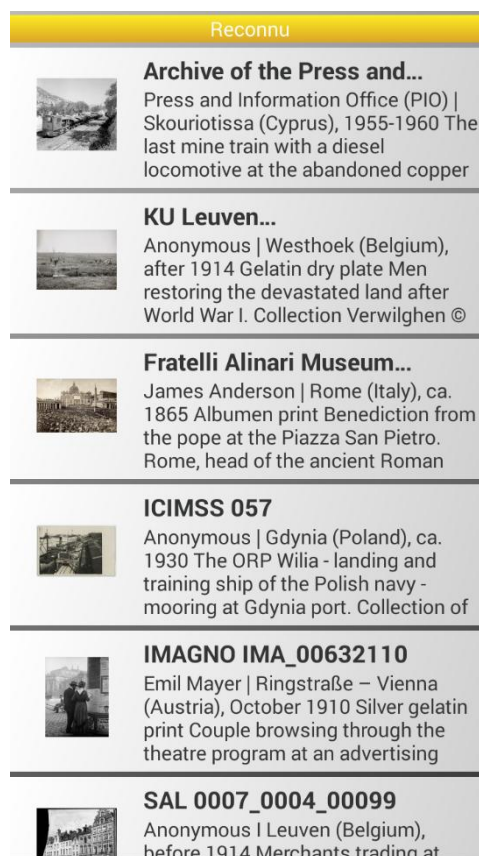 Reconnu
Archive of the Press and...
Press and Information Office (PIO) |
Skouriotissa (Cyprus), 1955-1960 The
last mine train with a diesel
locomotive at the abandoned copper
KU Leuven...
Anonymous | Westhoek (Belgium),
after 1914 Gelatin dry plate Men
restoring the devastated land after
World War I. Collection Verwilghen ©
Fratelli Alinari Museum...
James Anderson | Rome (Italy), ca.
1865 Albumen print Benediction from
the pope at the Piazza San Pietro.
Rome, head of the ancient Roman
ICIMSS 057
Anonymous | Gdynia (Poland), ca.
1930 The ORP Wilia - landing and
training ship of the Polish navy -
mooring at Gdynia port. Collection of
IMAGNO IMA_00632110
Emil Mayer | Ringstraße – Vienna
(Austria), October 1910 Silver gelatin
print Couple browsing through the
theatre program at an advertising
SAL 0007_0004_00099
Anonymous I Leuven (Belgium),
before 1914 Merchants trading at